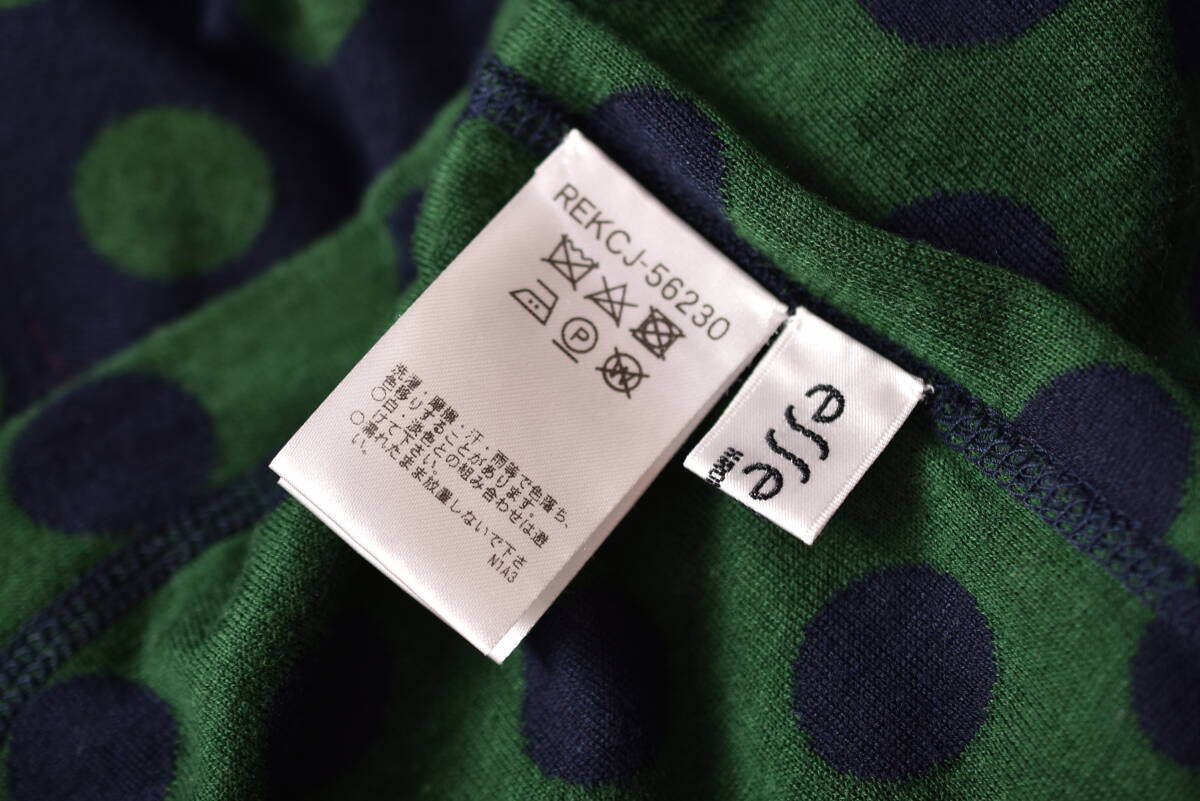 REKCJ-56230
P
W
洗濯・摩擦・汗・雨等で色落ち、
色移りすることがあります。
○白・淡色との組み合わせは避
けて下さい。
○濡れたまま放置しないで下さ
い。
N1A3